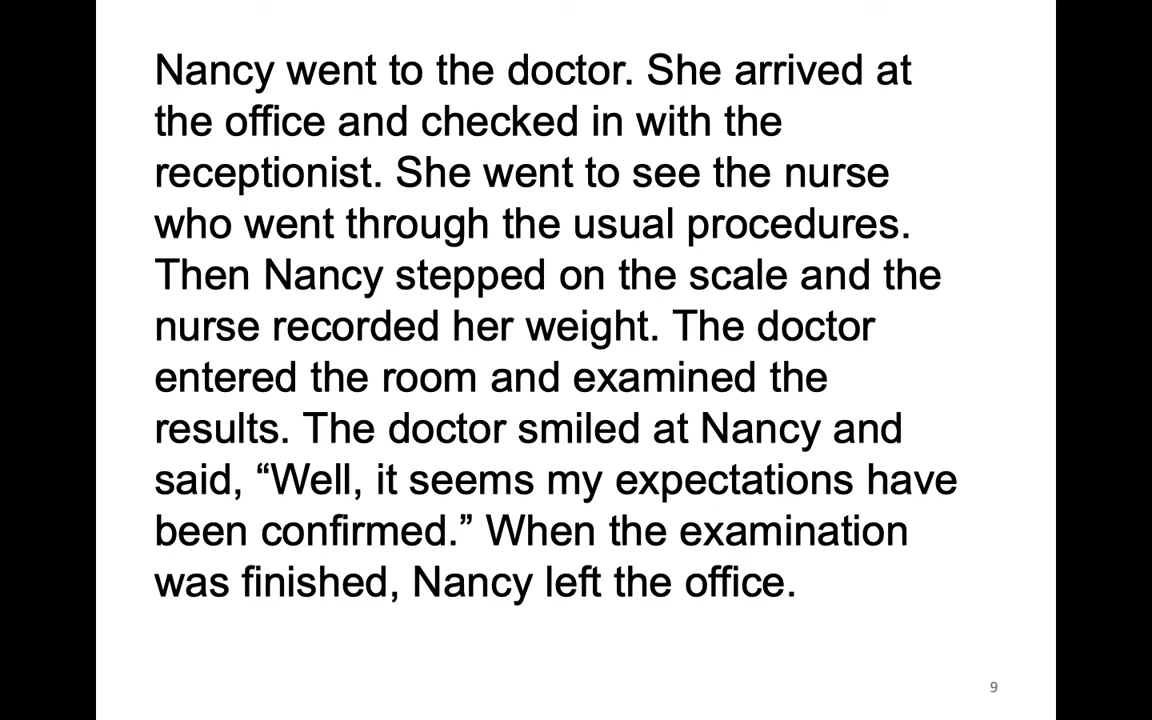 Nancy went to the doctor. She arrived at
the office and checked in with the
receptionist. She went to see the nurse
who went through the usual procedures.
Then Nancy stepped on the scale and the
nurse recorded her weight. The doctor
entered the room and examined the
results. The doctor smiled at Nancy and
said, “Well, it seems my expectations have
been confirmed.” When the examination
was finished, Nancy left the office.
9